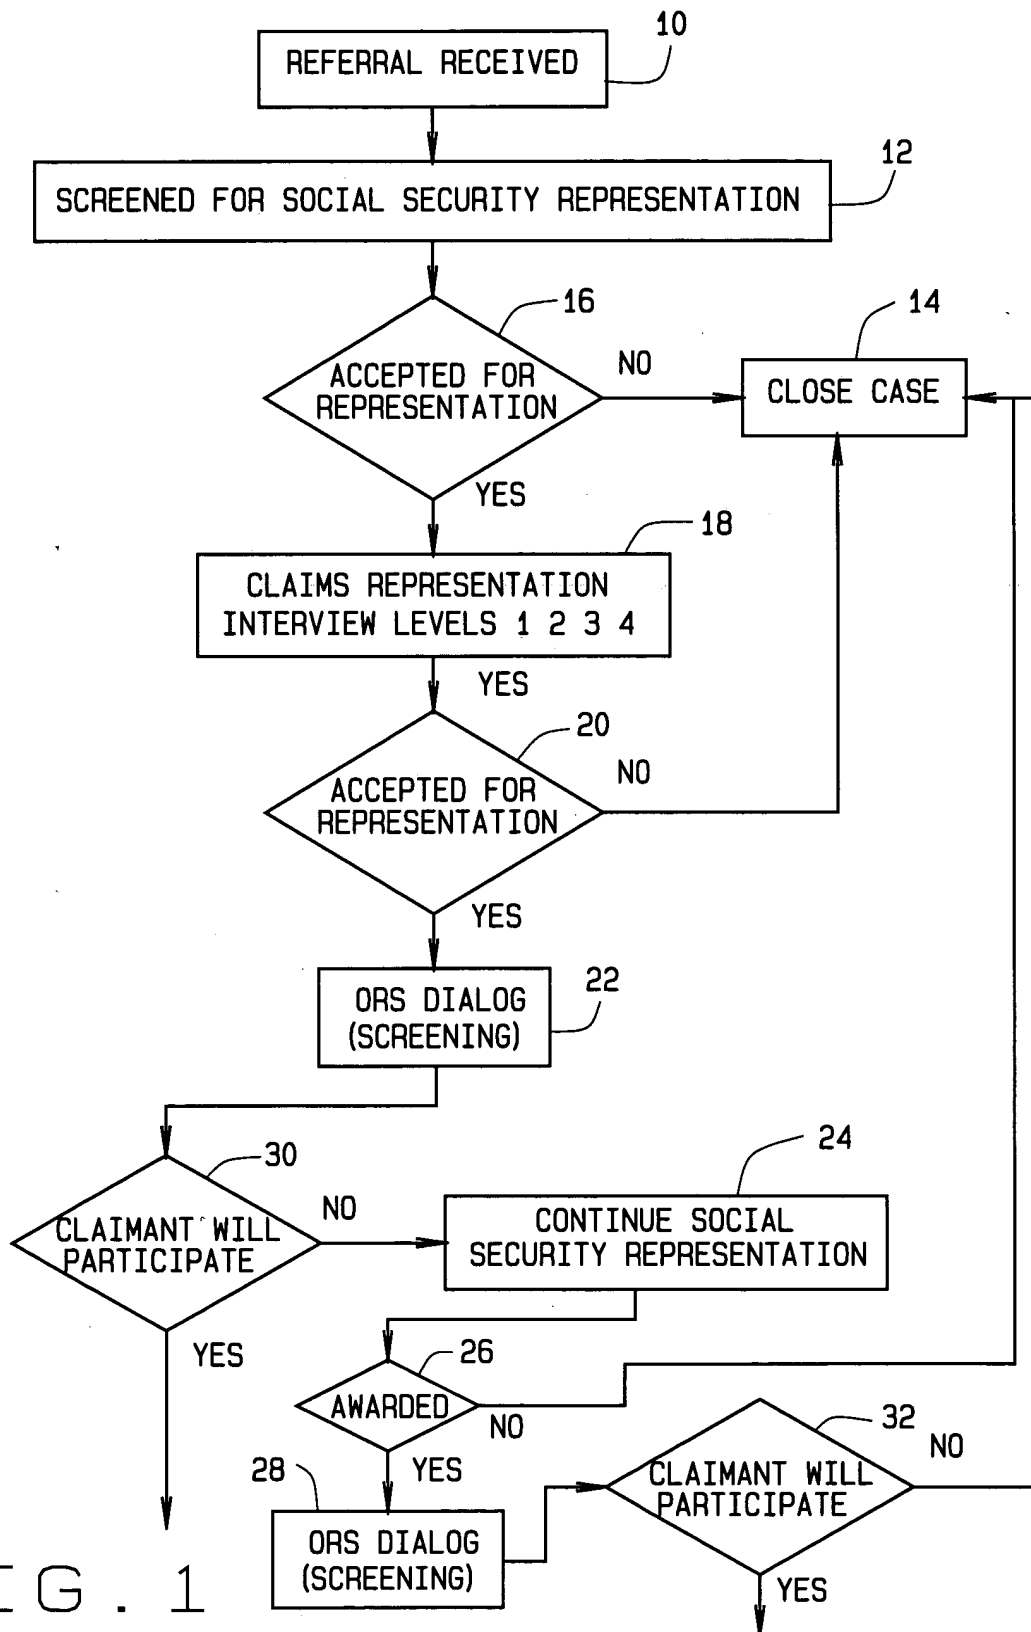 10
REFERRAL RECEIVED
12
SCREENED FOR SOCIAL SECURITY REPRESENTATION
16
14
ACCEPTED FOR
REPRESENTATION
NO
CLOSE CASE
YES
18
CLAIMS REPRESENTATION
INTERVIEW LEVELS 1 2 3 4
YES
20
ACCEPTED FOR
REPRESENTATION
NO
YES
22
ORS DIALOG
(SCREENING)
24
30
CLAIMANT WILL
PARTICIPATE
NO
CONTINUE SOCIAL
SECURITY REPRESENTATION
YES
26
AWARDED
NO
YES
32
CLAIMANT WILL
PARTICIPATE
NO
28
ORS DIALOG
(SCREENING)
YES
IG. 1